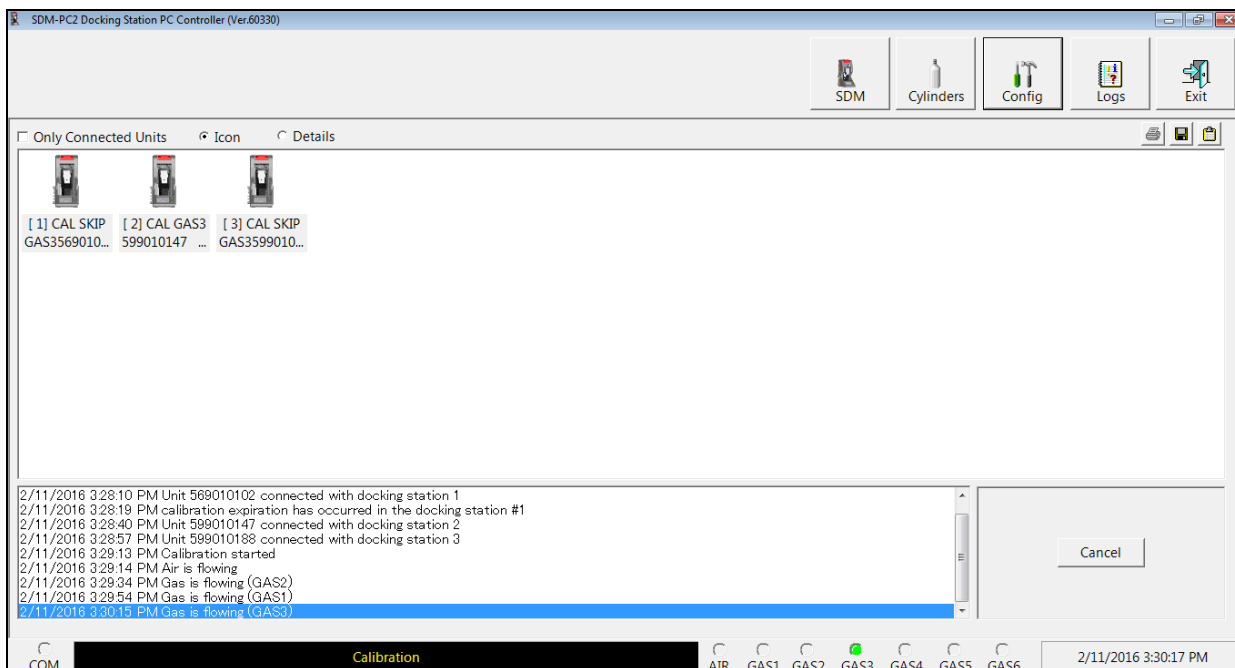 SDM-PC2 Docking Station PC Controller (Ver.60330)
SDM Cylinders Config Logs Exit
Only Connected Units Icon Details
[ 1] CAL SKIP [ 2] CAL GAS3 [ 3] CAL SKIP
GAS3569010... 599010147 ... GAS3599010...
2/11/2016 3:28:10 PM Unit 569010102 connected with docking station 1
2/11/2016 3:28:19 PM calibration expiration has occurred in the docking station #1
2/11/2016 3:28:40 PM Unit 599010147 connected with docking station 2
2/11/2016 3:28:57 PM Unit 599010188 connected with docking station 3
2/11/2016 3:29:13 PM Calibration started
2/11/2016 3:29:14 PM Air is flowing
2/11/2016 3:29:34 PM Gas is flowing (GAS2)
2/11/2016 3:29:54 PM Gas is flowing (GAS1)
2/11/2016 3:30:15 PM Gas is flowing (GAS3)
Cancel
COM Calibration AIR GAS1 GAS2 GAS3 GAS4 GAS5 GAS6 2/11/2016 3:30:17 PM